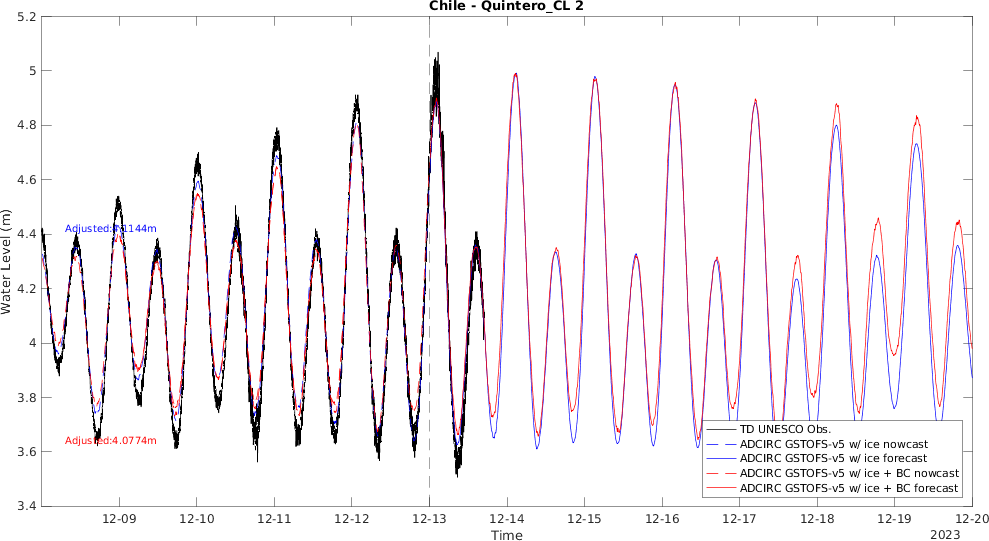 Chile - Quintero_CL 2
5.2
5
4.8
4.6
4.4
4.2
4
3.8
3.6
3.4
Water Level (m)
Adjusted:4.1144m
Adjusted:4.0774m
TD UNESCO Obs.
ADCIRC GSTOFS-v5 w/ ice nowcast
ADCIRC GSTOFS-v5 w/ ice forecast
ADCIRC GSTOFS-v5 w/ ice + BC nowcast
ADCIRC GSTOFS-v5 w/ ice + BC forecast
12-09 12-10 12-11 12-12 12-13 12-14 12-15 12-16 12-17 12-18 12-19 12-20
Time
2023